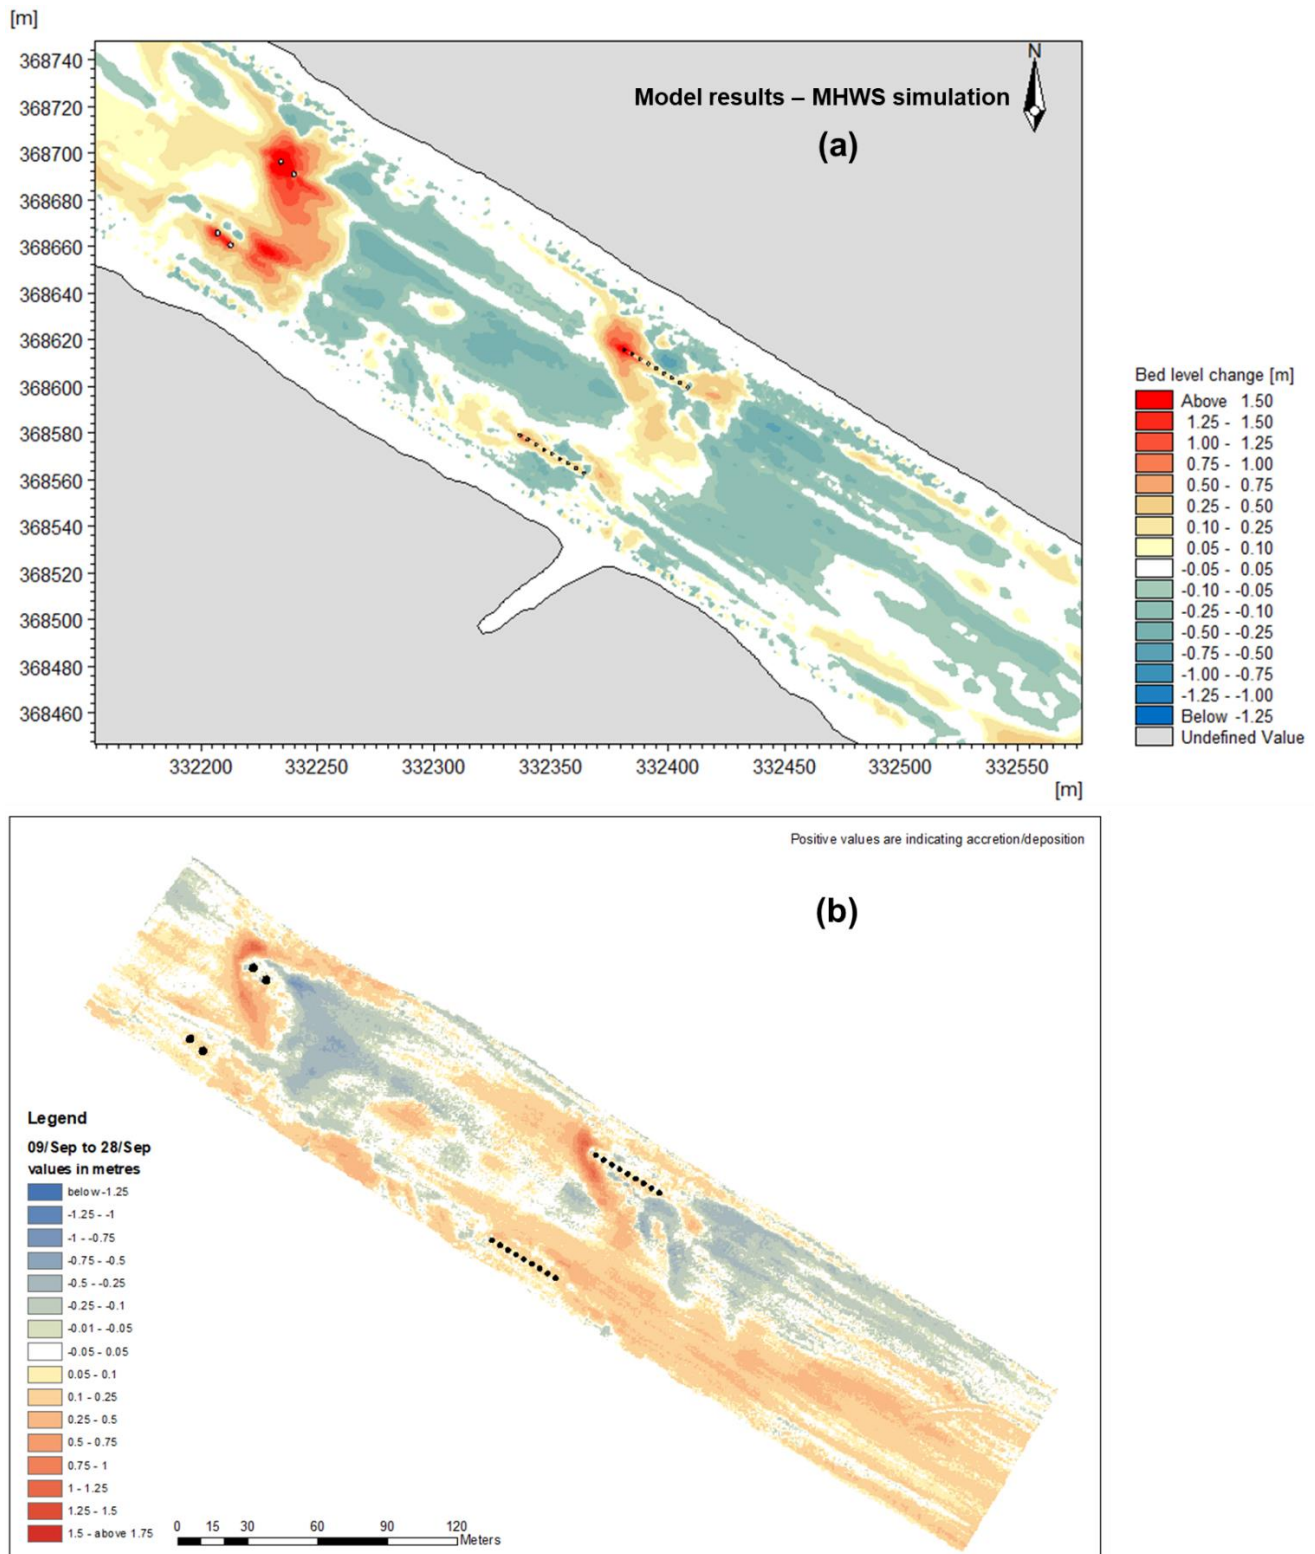 [m]
N
Model results – MHWS simulation
(a)
368740
368720
368700
368680
368660
368640
368620
368600
368580
368560
368540
368520
368500
368480
368460
332200 332250 332300 332350 332400 332450 332500 332550
[m]
Bed level change [m]
Above 1.50
1.25 - 1.50
1.00 - 1.25
0.75 - 1.00
0.50 - 0.75
0.25 - 0.50
0.10 - 0.25
0.05 - 0.10
-0.05 - 0.05
-0.10 - -0.05
-0.25 - -0.10
-0.50 - -0.25
-0.75 - -0.50
-1.00 - -0.75
-1.25 - -1.00
Below -1.25
Undefined Value
Positive values are indicating accretion/deposition
(b)
Legend
09/Sep to 28/Sep
values in metres
below -1.25
-1.25 - -1
-1 - -0.75
-0.75 - -0.5
-0.5 - -0.25
-0.25 - -0.1
-0.01 - -0.05
-0.05 - 0.05
0.05 - 0.1
0.1 - 0.25
0.25 - 0.5
0.5 - 0.75
0.75 - 1
1 - 1.25
1.25 - 1.5
1.5 - above 1.75
0 15 30 60 90 120
Meters